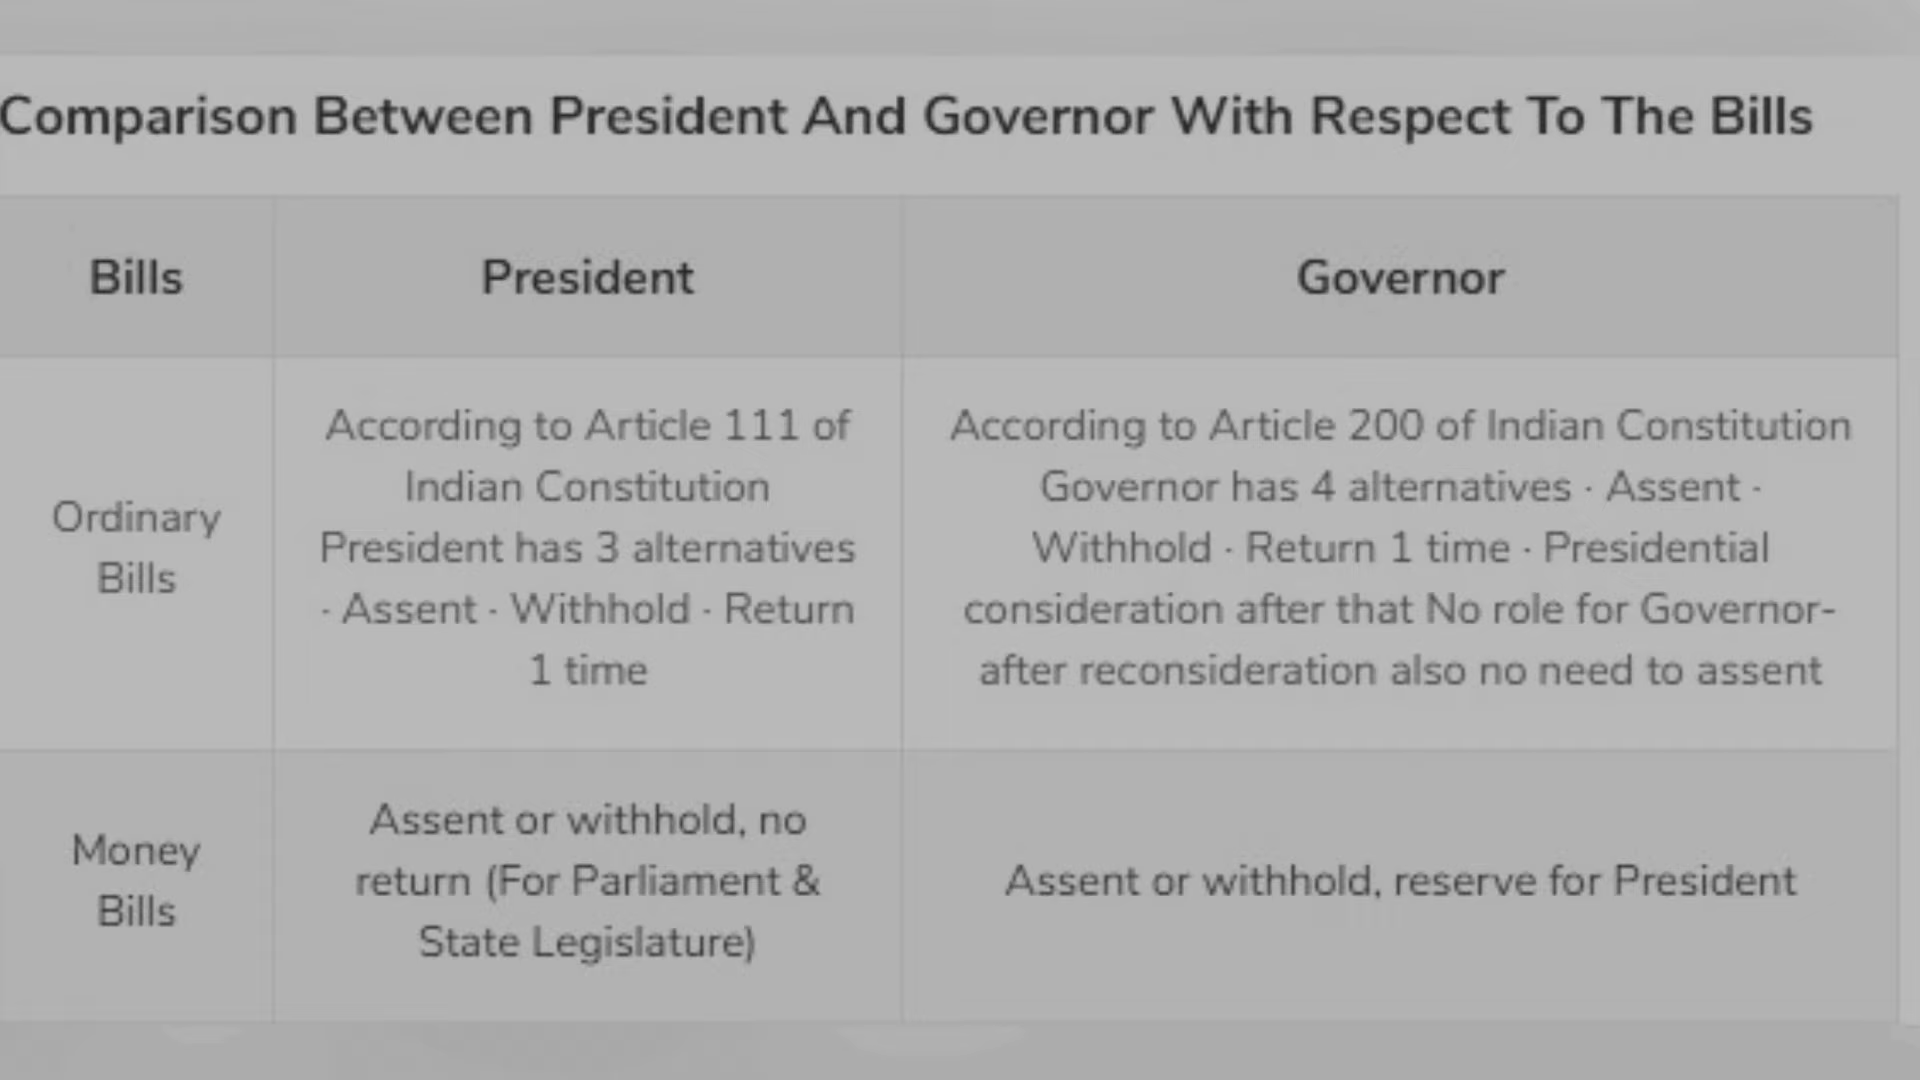 Comparison Between President And Governor With Respect To The Bills
Bills
President
Governor
Ordinary
Bills
According to Article 111 of
Indian Constitution
President has 3 alternatives
· Assent · Withhold · Return
1 time
According to Article 200 of Indian Constitution
Governor has 4 alternatives · Assent ·
Withhold · Return 1 time · Presidential
consideration after that No role for Governor-
after reconsideration also no need to assent
Money
Bills
Assent or withhold, no
return (For Parliament &
State Legislature)
Assent or withhold, reserve for President